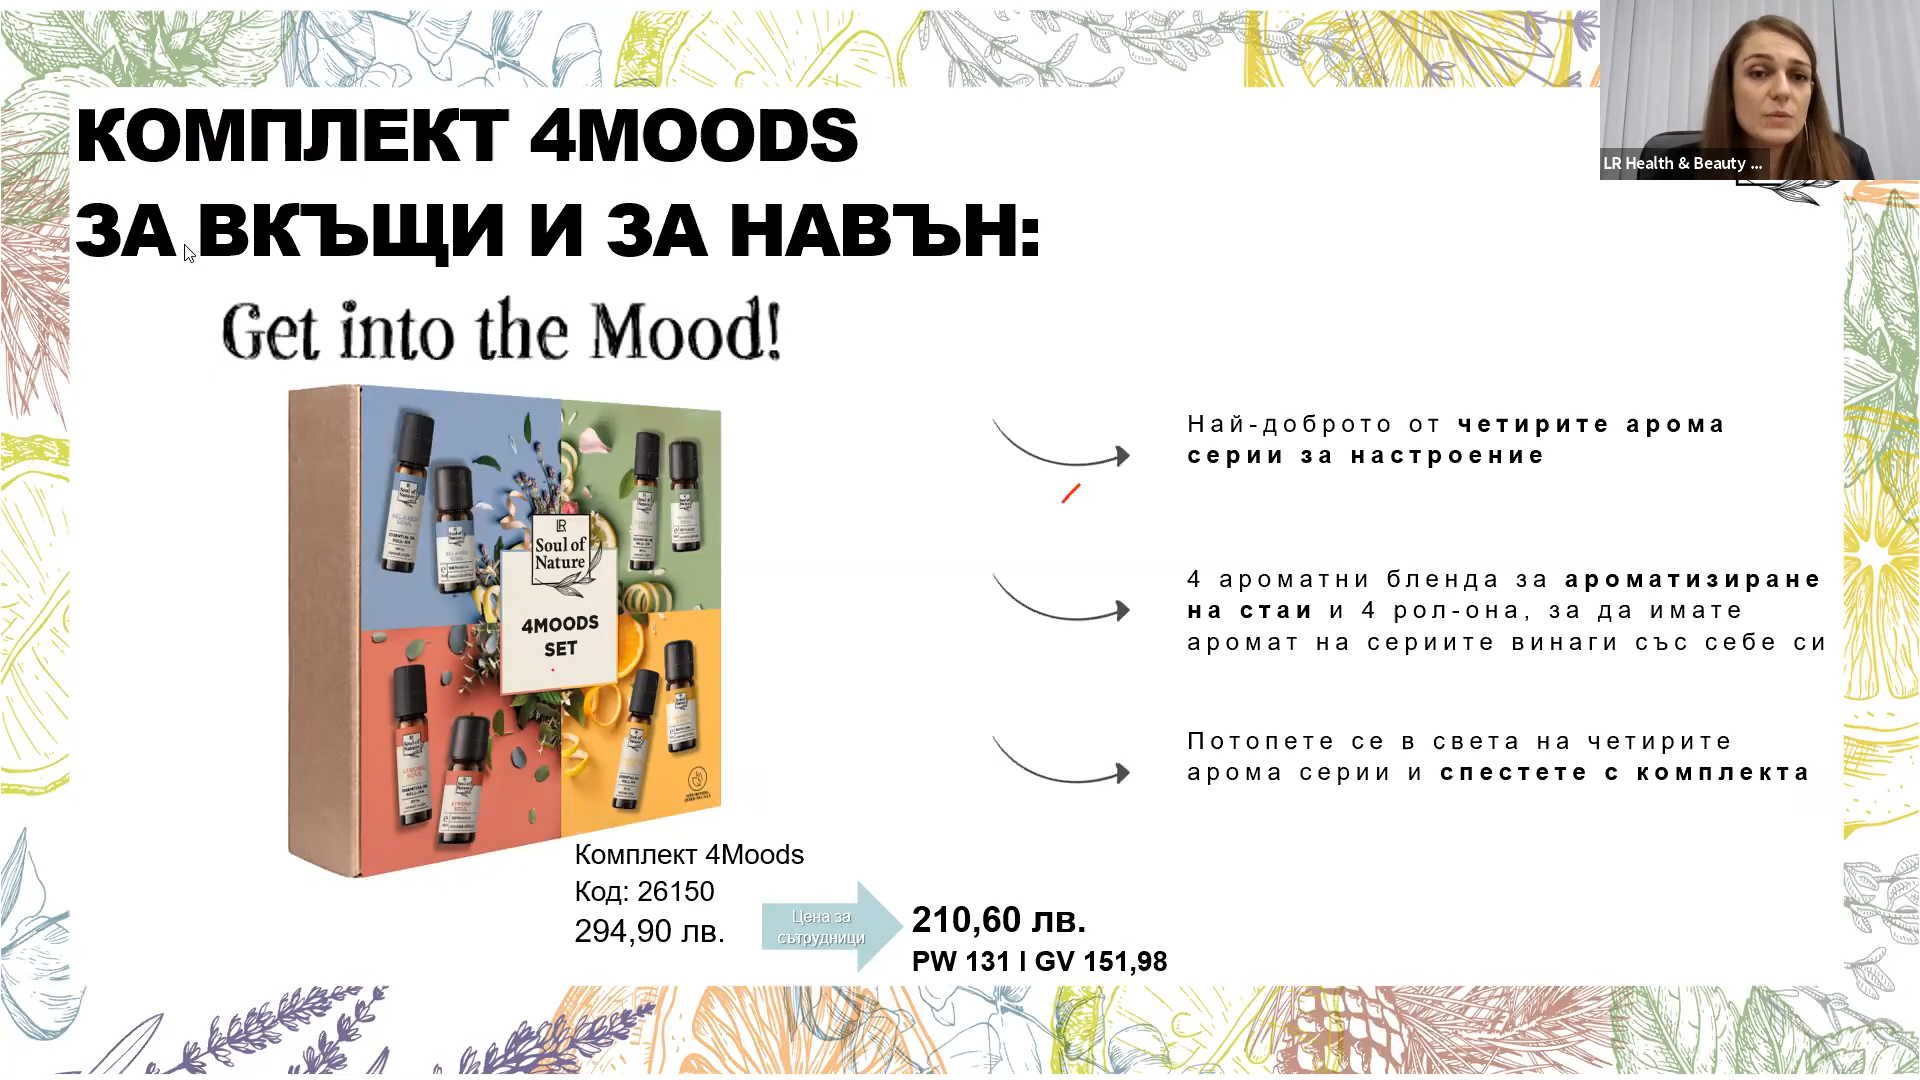 КОМПЛЕКТ 4MOODS
ЗА ВКЪЩИ И ЗА НАВЪН:
LR Health & Beauty ...
Get into the Mood!
LR
Soul of
Nature
4MOODS
SET
Най-доброто от четирите арома
серии за настроение
4 ароматни бленда за ароматизиране
на стаи и 4 рол-она, за да имате
аромат на сериите винаги със себе си
Потопете се в света на четирите
арома серии и спестете с комплекта
Комплект 4Moods
Код: 26150
294,90 лв.
Цена за
сътрудници
210,60 лв.
PW 131 l GV 151,98